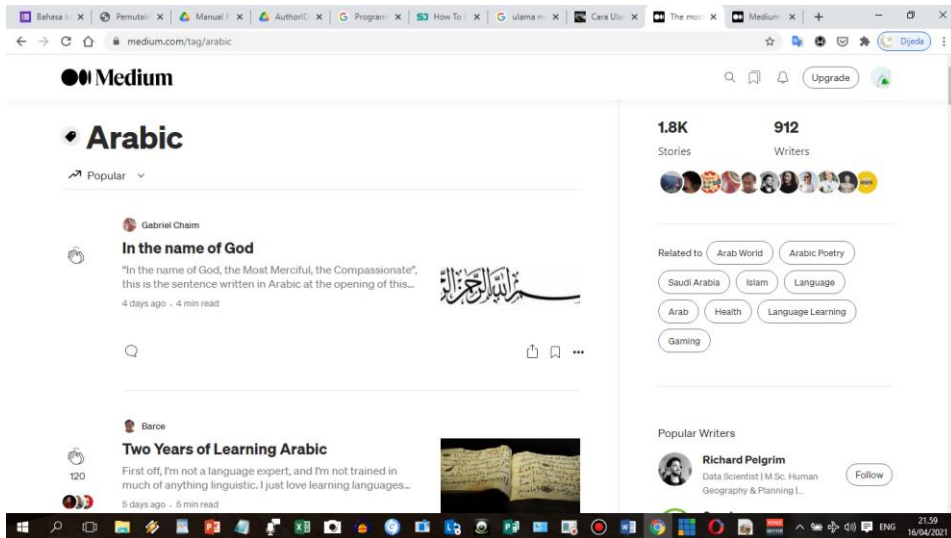 Bahasa In
Pemutak
Manual
AuthorID
Program
How To
ulama m
Cara Ula
The mos
Medium
medium.com/tag/arabic
Dijeda
Medium
Upgrade
Arabic
Popular
1.8K
Stories
912
Writers
Gabriel Chaim
In the name of God
"In the name of God, the Most Merciful, the Compassionate",
this is the sentence written in Arabic at the opening of this...
4 days ago · 4 min read
بسم الله الرحمن الر
Related to
Arab World
Arabic Poetry
Saudi Arabia
Islam
Language
Arab
Health
Language Learning
Gaming
Barce
Two Years of Learning Arabic
First off, I'm not a language expert, and I'm not trained in
much of anything linguistic. I just love learning languages...
5 days ago · 5 min read
120
Popular Writers
Richard Pelgrim
Data Scientist | M.Sc. Human
Geography & Planning |...
Follow
ENG
21.59
16/04/2021